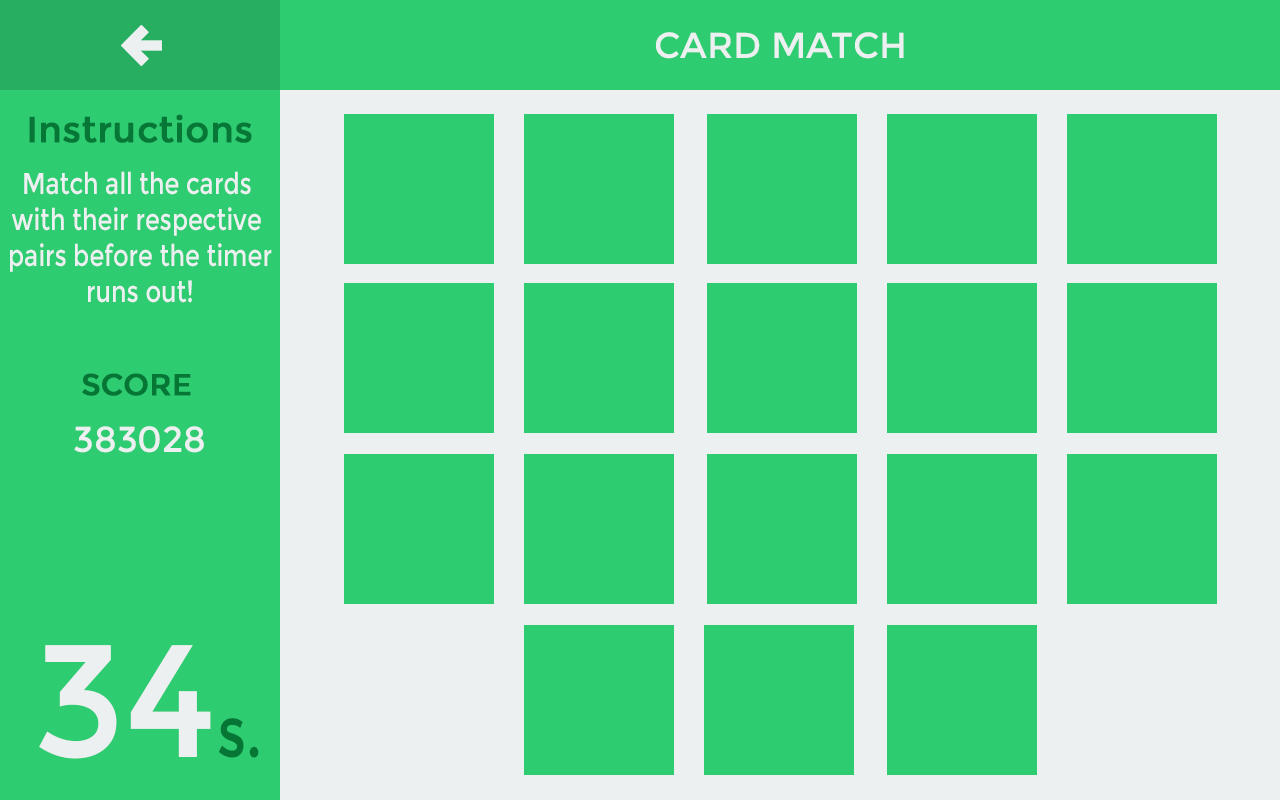 CARD MATCH
Instructions
Match all the cards
with their respective
pairs before the timer
runs out!
SCORE
383028
34s.